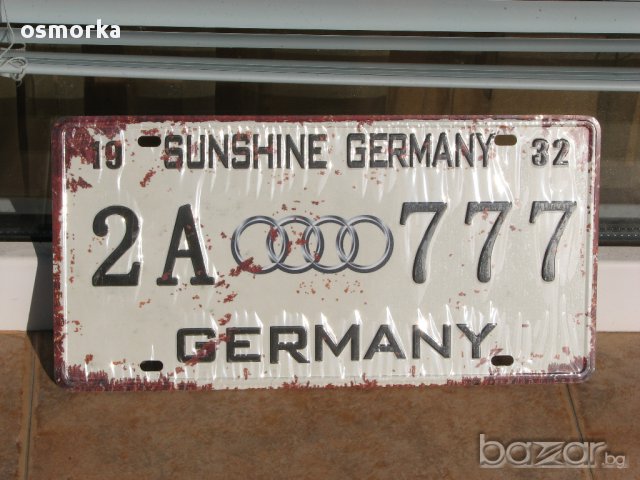 osmorka
19 SUNSHINE GERMANY 32
2A 777
GERMANY
bazar.bg